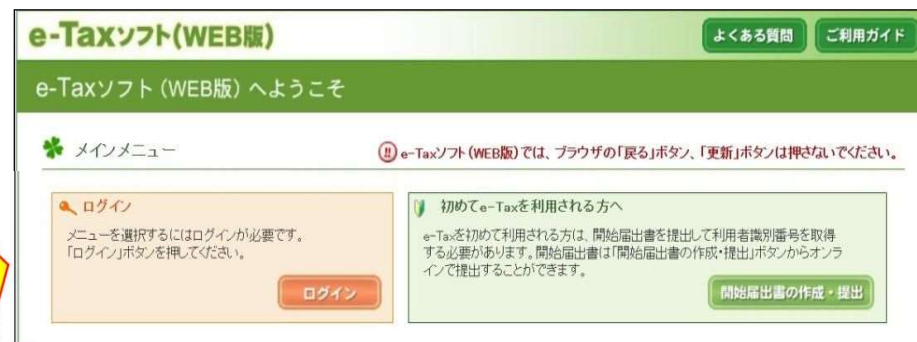 e-Taxソフト(WEB版)
よくある質問
ご利用ガイド
e-Taxソフト(WEB版)へようこそ
メインメニュー
!! e-Taxソフト(WEB版)では、ブラウザの「戻る」ボタン、「更新」ボタンは押さないでください。
ログイン
メニューを選択するにはログインが必要です。
「ログイン」ボタンを押してください。
ログイン
初めてe-Taxを利用される方へ
e-Taxを初めて利用される方は、開始届出書を提出して利用者識別番号を取得
する必要があります。開始届出書は「開始届出書の作成・提出」ボタンからオンラ
インで提出することができます。
開始届出書の作成・提出